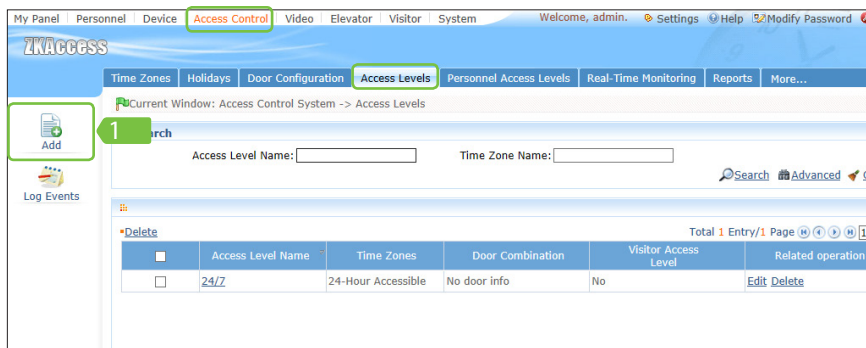 My Panel Personnel Device Access Control Video Elevator Visitor System Welcome, admin. Settings Help Modify Password
ZKAccess
Time Zones Holidays Door Configuration Access Levels Personnel Access Levels Real-Time Monitoring Reports More...
Current Window: Access Control System -> Access Levels
Add
1
rch
Access Level Name: Time Zone Name:
Search Advanced
Log Events
Delete Total 1 Entry/1 Page 1
Access Level Name Time Zones Door Combination Visitor Access Level Related operation
24/7 24-Hour Accessible No door info No Edit Delete